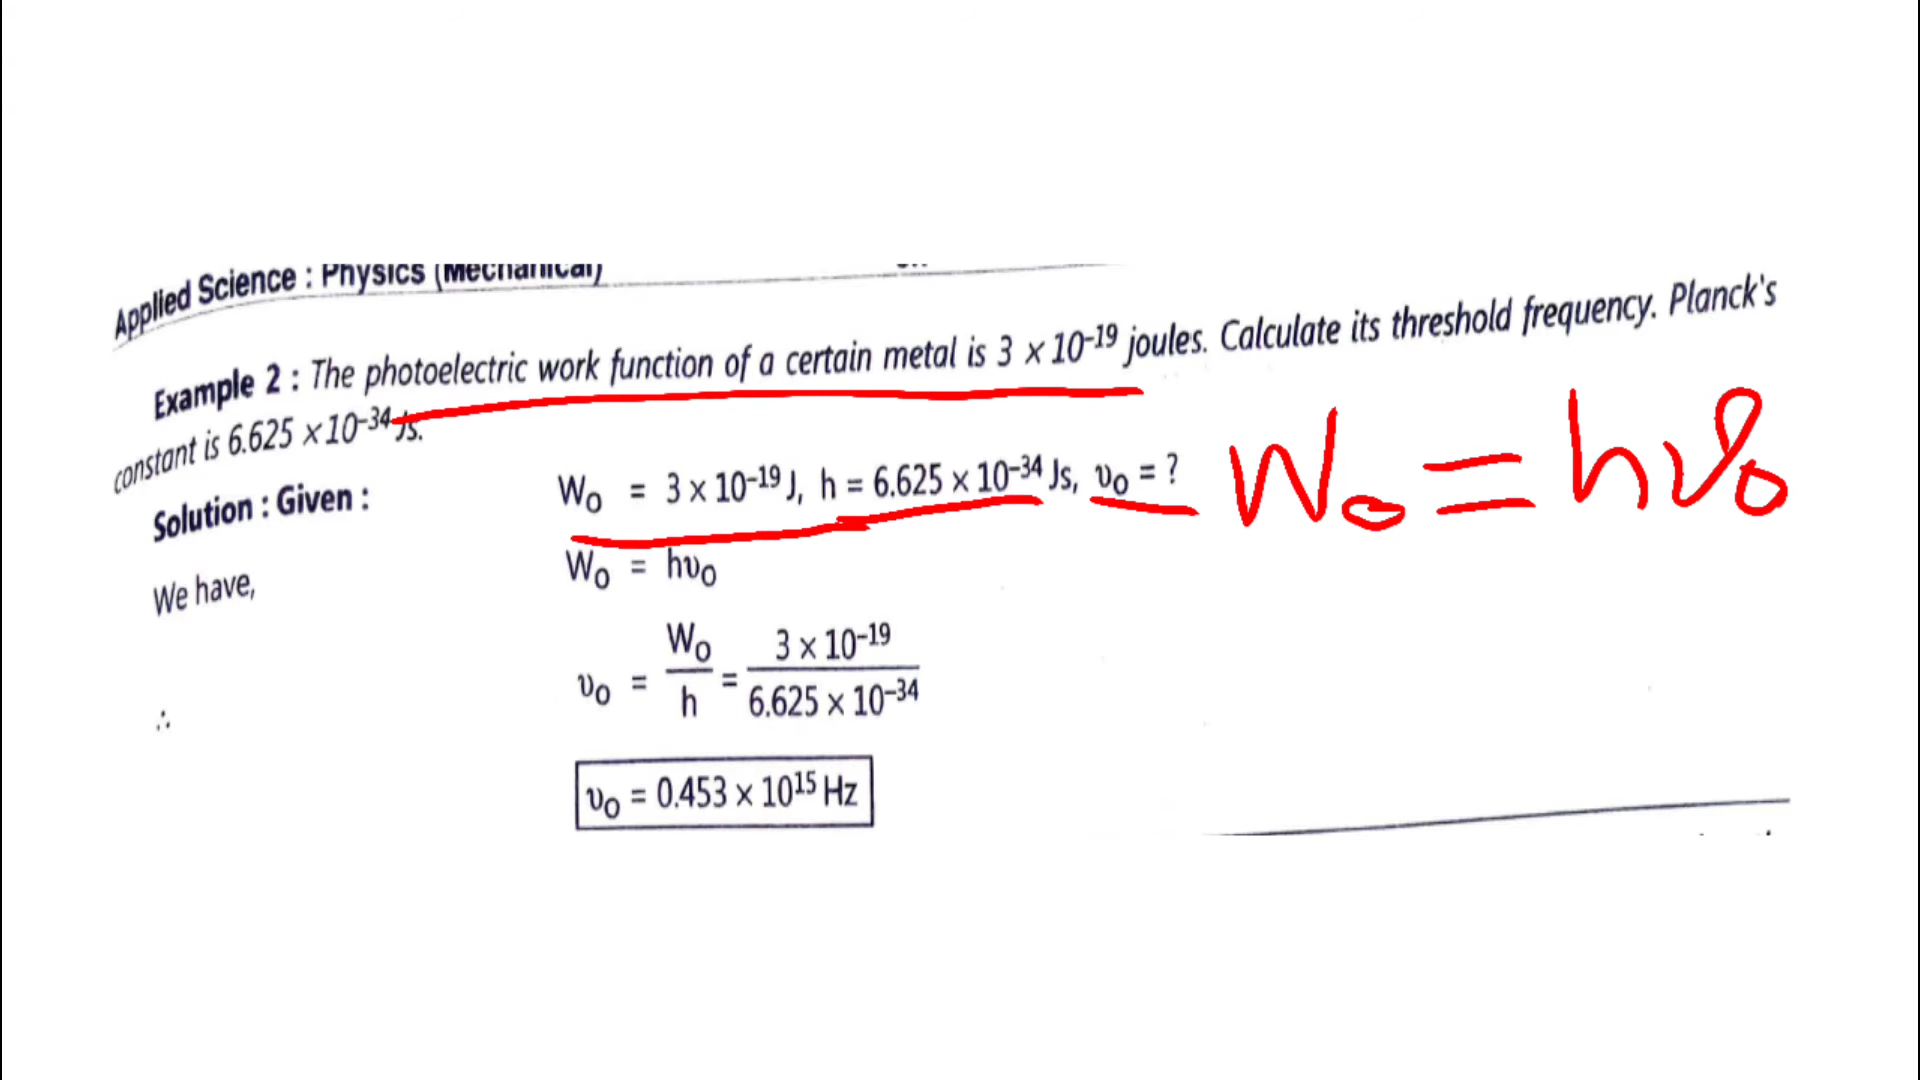 Applied Science : Physics (Mechanical)
Example 2 : The photoelectric work function of a certain metal is 3 × 10⁻¹⁹ joules. Calculate its threshold frequency. Planck's
constant is 6.625 × 10⁻³⁴ Js.
Solution : Given :
W₀ = 3 × 10⁻¹⁹ J, h = 6.625 × 10⁻³⁴ Js, υ₀ = ?
W₀ = hυ₀
We have,
W₀ = hυ₀
∴ υ₀ = W₀ / h = 3 × 10⁻¹⁹ / 6.625 × 10⁻³⁴
υ₀ = 0.453 × 10¹⁵ Hz